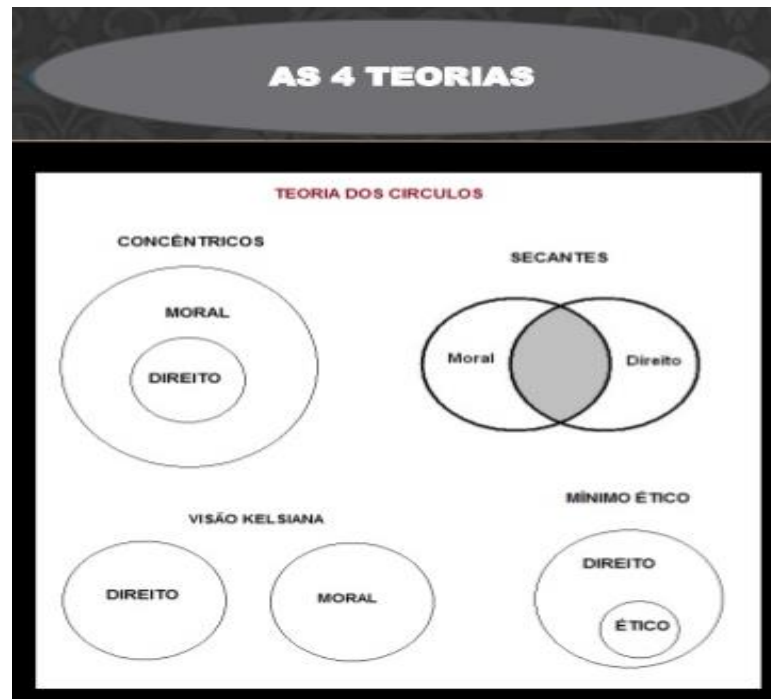 AS 4 TEORIAS
TEORIA DOS CIRCULOS
CONCÊNTRICOS
MORAL
DIREITO
SECANTES
Moral
Direito
VISÃO KELSIANA
DIREITO
MORAL
MÍNIMO ÉTICO
DIREITO
ÉTICO